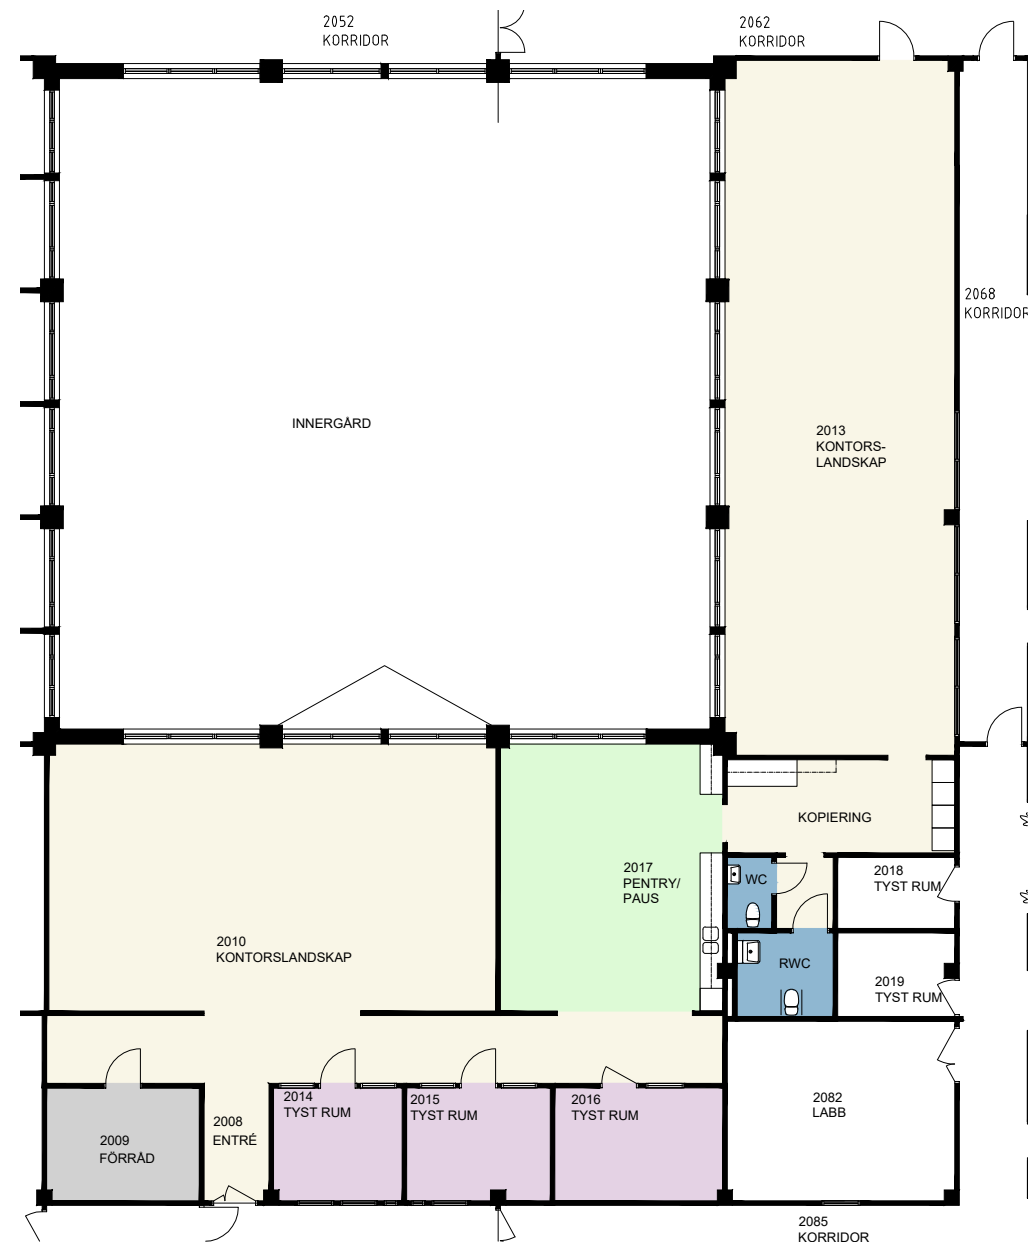 2052
KORRIDOR
2062
KORRIDOR
2068
KORRIDOR
INNERGÅRD
2013
KONTORS-
LANDSKAP
KOPIERING
2017
PENTRY/
PAUS
WC
2018
TYST RUM
2010
KONTORSLANDSKAP
RWC
2019
TYST RUM
2014
TYST RUM
2015
TYST RUM
2016
TYST RUM
2082
LABB
2008
ENTRÉ
2009
FÖRRÅD
2085
KORRIDOR